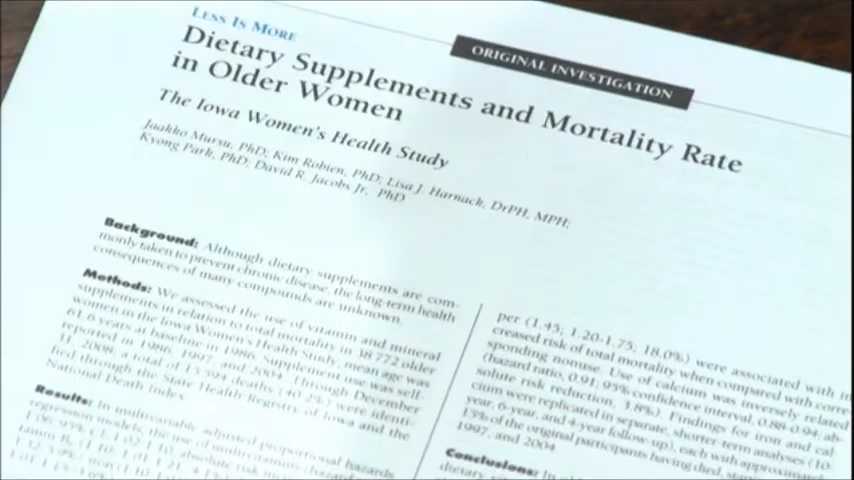 LESS IS MORE
ORIGINAL INVESTIGATION
Dietary Supplements and Mortality Rate
in Older Women
The Iowa Women's Health Study
Jaakko Mursu, PhD; Kim Robien, PhD; Lisa J. Harnack, DrPH, MPH;
Kyong Park, PhD; David R. Jacobs Jr, PhD
Background: Although dietary supplements are com-
monly taken to prevent chronic disease, the long-term health
consequences of many compounds are unknown.
Methods: We assessed the use of vitamin and mineral
supplements in relation to total mortality in 38 772 older
women in the Iowa Women's Health Study; mean age was
61.6 years at baseline in 1986. Supplement use was self-
reported in 1986, 1997, and 2004. Through December
31, 2008, a total of 15 594 deaths (40.2%) were identi-
fied through the State Health Registry of Iowa and the
National Death Index.
Results: In multivariable adjusted proportional hazards
regression models, the use of multivitamins (hazard
per (1.45; 1.20-1.75; 18.0%) were associated with in
creased risk of total mortality when compared with corre
sponding nonuse. Use of calcium was inversely related
(hazard ratio, 0.91; 95% confidence interval, 0.88-0.94; ab
solute risk reduction, 3.8%). Findings for iron and cal
cium were replicated in separate, shorter-term analyses (10-
year, 6-year, and 4-year follow-up), each with approximately
15% of the original participants having died, starting
1997, and 2004.
Conclusions: In
dietary